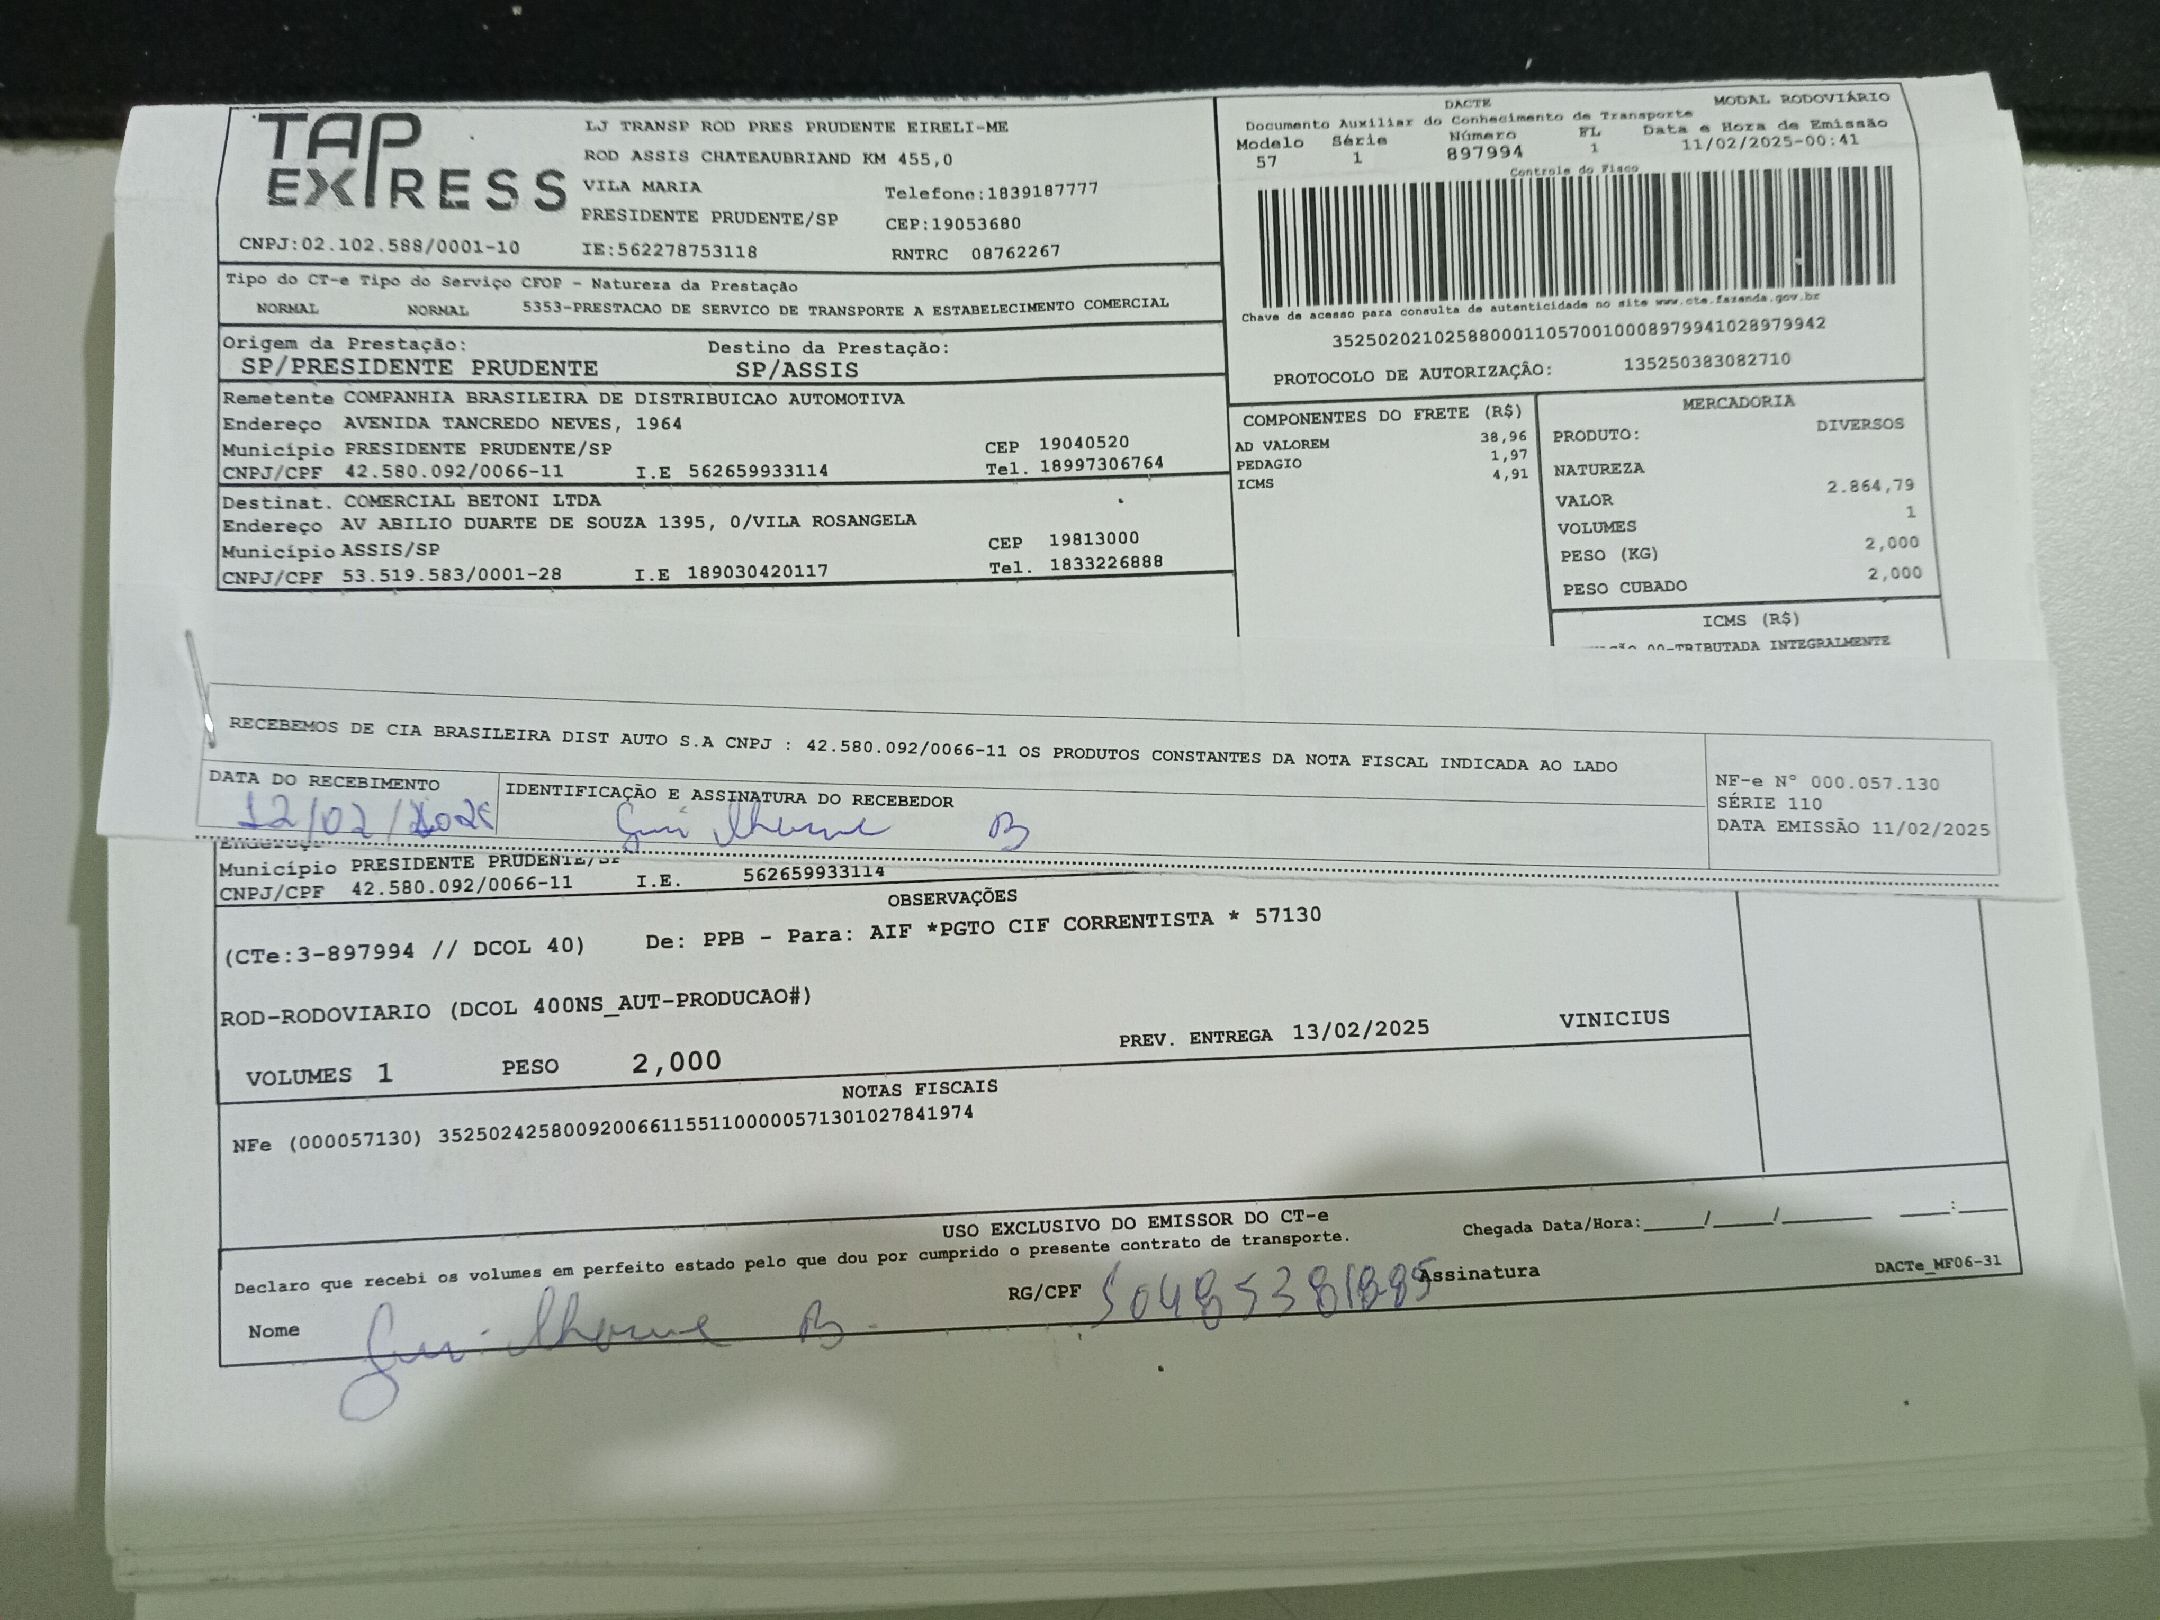 TAP EXPRESS
LJ TRANSP ROD PRES PRUDENTE EIRELI-ME
ROD ASSIS CHATEAUBRIAND KM 455,0
VILA MARIA Telefone:1839187777
PRESIDENTE PRUDENTE/SP CEP:19053680
CNPJ:02.102.588/0001-10 IE:562278753118 RNTRC 08762267
DACTE MODAL RODOVIÁRIO
Documento Auxiliar do Conhecimento de Transporte
Modelo Série Número FL Data e Hora de Emissão
57 1 897994 1 11/02/2025-00:41
Controle do Fisco
Chave de acesso para consulta de autenticidade no site www.cte.fazenda.gov.br
35250202102588000110570010008979941028979942
PROTOCOLO DE AUTORIZAÇÃO: 135250383082710
Tipo do CT-e Tipo do Serviço CFOP - Natureza da Prestação
NORMAL NORMAL 5353-PRESTACAO DE SERVICO DE TRANSPORTE A ESTABELECIMENTO COMERCIAL
Origem da Prestação: Destino da Prestação:
SP/PRESIDENTE PRUDENTE SP/ASSIS
Remetente COMPANHIA BRASILEIRA DE DISTRIBUICAO AUTOMOTIVA
Endereço AVENIDA TANCREDO NEVES, 1964
Município PRESIDENTE PRUDENTE/SP CEP 19040520
CNPJ/CPF 42.580.092/0066-11 I.E 562659933114 Tel. 18997306764
Destinat. COMERCIAL BETONI LTDA
Endereço AV ABILIO DUARTE DE SOUZA 1395, 0/VILA ROSANGELA
Município ASSIS/SP CEP 19813000
CNPJ/CPF 53.519.583/0001-28 I.E 189030420117 Tel. 1833226888
COMPONENTES DO FRETE (R$)
AD VALOREM 38,96
PEDAGIO 1,97
ICMS 4,91
MERCADORIA
PRODUTO: DIVERSOS
NATUREZA
VALOR 2.864,79
VOLUMES 1
PESO (KG) 2,000
PESO CUBADO 2,000
ICMS (R$)
00-TRIBUTADA INTEGRALMENTE
RECEBEMOS DE CIA BRASILEIRA DIST AUTO S.A CNPJ : 42.580.092/0066-11 OS PRODUTOS CONSTANTES DA NOTA FISCAL INDICADA AO LADO
DATA DO RECEBIMENTO IDENTIFICAÇÃO E ASSINATURA DO RECEBEDOR
12/02/2025 Guilherme B
NF-e N° 000.057.130
SÉRIE 110
DATA EMISSÃO 11/02/2025
Endereço
Município PRESIDENTE PRUDENTE/SP
CNPJ/CPF 42.580.092/0066-11 I.E. 562659933114
OBSERVAÇÕES
(CTe:3-897994 // DCOL 40) De: PPB - Para: AIF *PGTO CIF CORRENTISTA * 57130
ROD-RODOVIARIO (DCOL 400NS_AUT-PRODUCAO#)
VOLUMES 1 PESO 2,000 PREV. ENTREGA 13/02/2025 VINICIUS
NOTAS FISCAIS
NFe (000057130) 35250242580092006611551100000571301027841974
USO EXCLUSIVO DO EMISSOR DO CT-e
Declaro que recebi os volumes em perfeito estado pelo que dou por cumprido o presente contrato de transporte.
Chegada Data/Hora:_____/_____/________ ____:____
Nome Guilherme B. RG/CPF 50485381885 Assinatura
DACTe_MF06-31